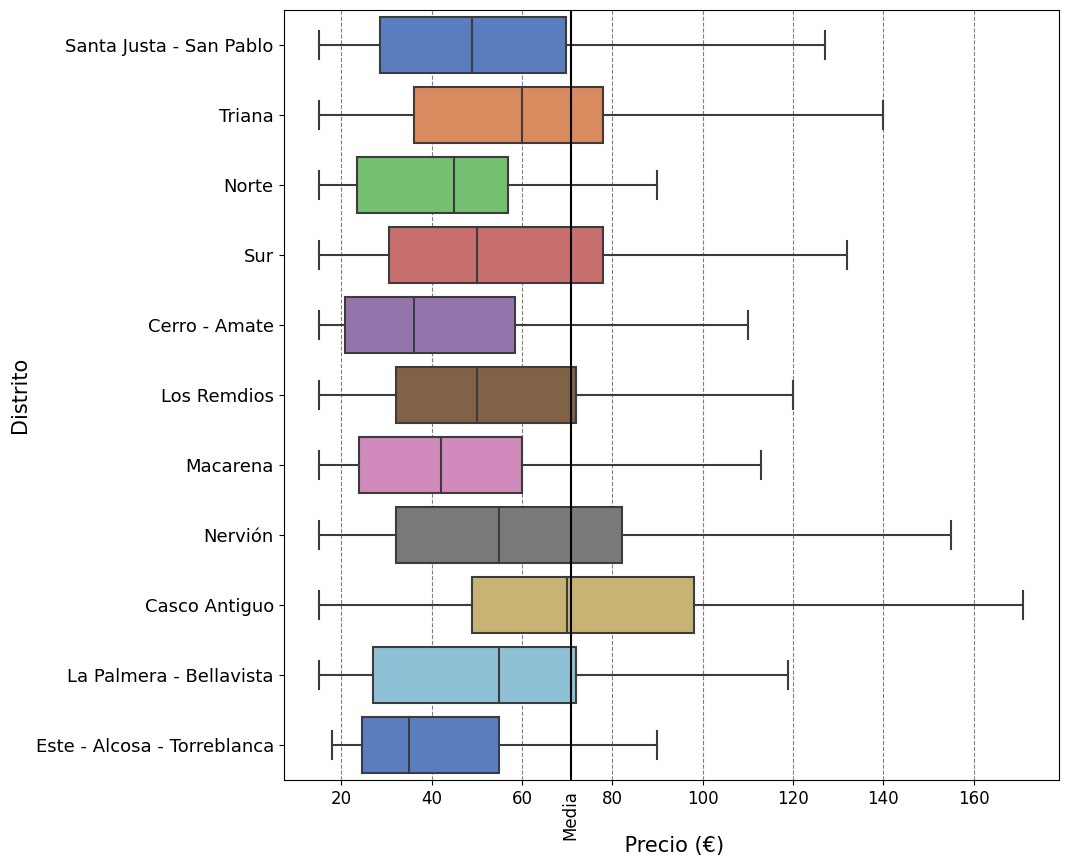 Santa Justa - San Pablo
Triana
Norte
Sur
Cerro - Amate
Los Remdios
Macarena
Nervión
Casco Antiguo
La Palmera - Bellavista
Este - Alcosa - Torreblanca
Distrito
20 40 60 80 100 120 140 160
Media
Precio (€)